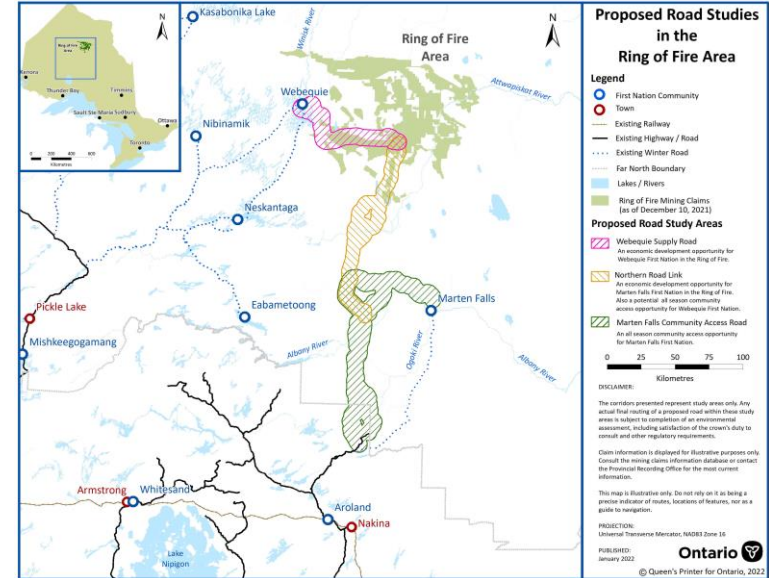 Ring of Fire
Area
N
Kenora
Thunder Bay
Timmins
Sault Ste Marie
Sudbury
Ottawa
Toronto
Kilometres
Kasabonika Lake
Winisk River
N
Ring of Fire
Area
Attwapiskat River
Webequie
Nibinamik
Neskantaga
Eabametoong
Marten Falls
Pickle Lake
Mishkeegogamang
Albany River
Ogoki River
Albany River
Armstrong
Whitesand
Aroland
Nakina
Lake
Nipigon
Proposed Road Studies
in the
Ring of Fire Area
Legend
First Nation Community
Town
Existing Railway
Existing Highway / Road
Existing Winter Road
Far North Boundary
Lakes / Rivers
Ring of Fire Mining Claims
(as of December 10, 2021)
Proposed Road Study Areas
Webequie Supply Road
An economic development opportunity for
Webequie First Nation in the Ring of Fire.
Northern Road Link
An economic development opportunity for
Marten Falls First Nation in the Ring of Fire.
Also a potential all season community
access opportunity for Webequie First Nation.
Marten Falls Community Access Road
An all season community access opportunity
for Marten Falls First Nation.
0 25 50 75 100
Kilometres
DISCLAIMER:
The corridors presented represent study areas only. Any
actual final routing of a proposed road within these study
areas is subject to completion of an environmental
assessment, including satisfaction of the crown's duty to
consult and other regulatory requirements.
Claim information is displayed for illustrative purposes only.
Consult the mining claims information database or contact
the Provincial Recording Office for the most current
information.
This map is illustrative only. Do not rely on it as being a
precise indicator of routes, locations of features, nor as a
guide to navigation.
PROJECTION:
Universal Transverse Mercator, NAD83 Zone 16
PUBLISHED:
January 2022
Ontario
© Queen's Printer for Ontario, 2022